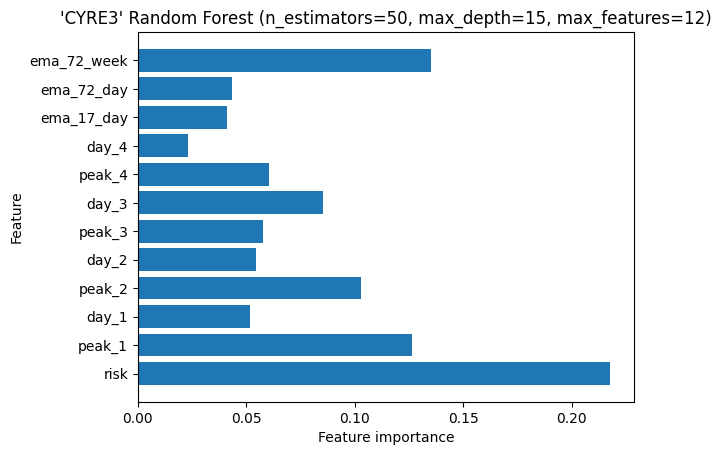 'CYRE3' Random Forest (n_estimators=50, max_depth=15, max_features=12)
ema_72_week
ema_72_day
ema_17_day
day_4
peak_4
day_3
peak_3
day_2
peak_2
day_1
peak_1
risk
Feature
0.00 0.05 0.10 0.15 0.20
Feature importance